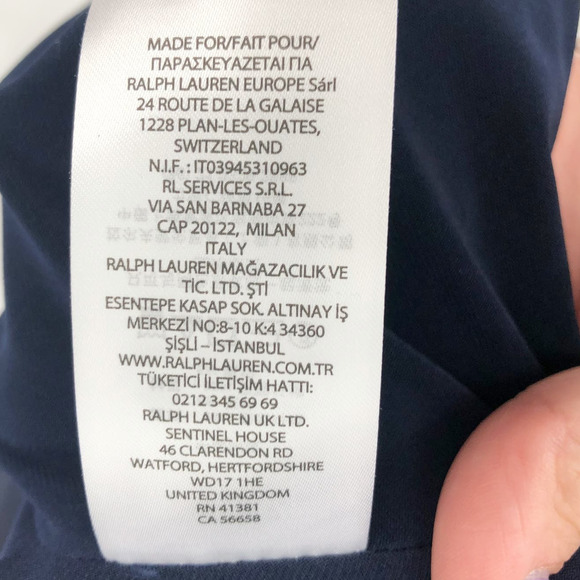 MADE FOR/FAIT POUR/
ΠΑΡΑΣΚΕΥΑΖΕΤΑΙ ΓΙΑ
RALPH LAUREN EUROPE Sárl
24 ROUTE DE LA GALAISE
1228 PLAN-LES-OUATES,
SWITZERLAND
N.I.F. : IT03945310963
RL SERVICES S.R.L.
VIA SAN BARNABA 27
CAP 20122, MILAN
ITALY
RALPH LAUREN MAĞAZACILIK VE
TİC. LTD. ŞTİ
ESENTEPE KASAP SOK. ALTINAY İŞ
MERKEZİ NO:8-10 K:4 34360
ŞİŞLİ – İSTANBUL
WWW.RALPHLAUREN.COM.TR
TÜKETİCİ İLETİŞİM HATTI:
0212 345 69 69
RALPH LAUREN UK LTD.
SENTINEL HOUSE
46 CLARENDON RD
WATFORD, HERTFORDSHIRE
WD17 1HE
UNITED KINGDOM
RN 41381
CA 56658